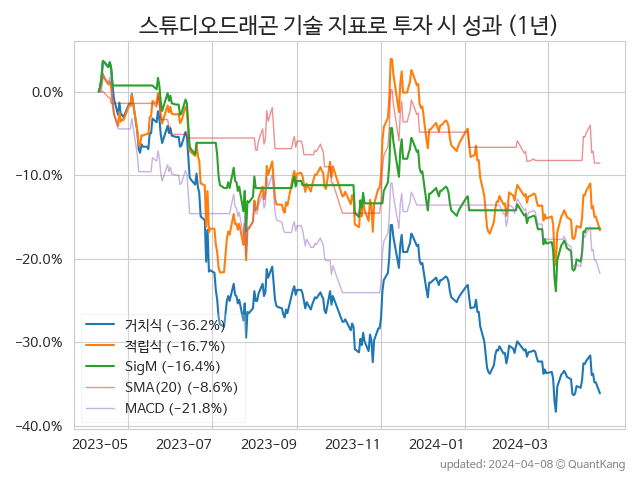 스튜디오드래곤 기술 지표로 투자 시 성과 (1년)
0.0%
−10.0%
−20.0%
−30.0%
−40.0%
거치식 (−36.2%)
적립식 (−16.7%)
SigM (−16.4%)
SMA(20) (−8.6%)
MACD (−21.8%)
2023−05
2023−07
2023−09
2023−11
2024−01
2024−03
updated: 2024−04−08 © QuantKang